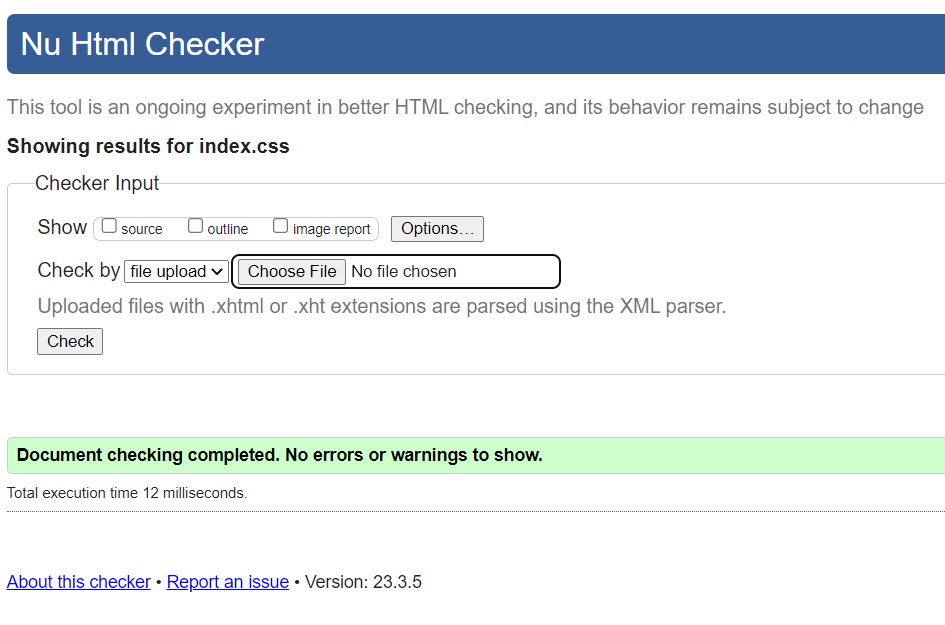 Nu Html Checker
This tool is an ongoing experiment in better HTML checking, and its behavior remains subject to change
Showing results for index.css
Checker Input
Show source outline image report Options...
Check by file upload Choose File No file chosen
Uploaded files with .xhtml or .xht extensions are parsed using the XML parser.
Check
Document checking completed. No errors or warnings to show.
Total execution time 12 milliseconds.
About this checker • Report an issue • Version: 23.3.5